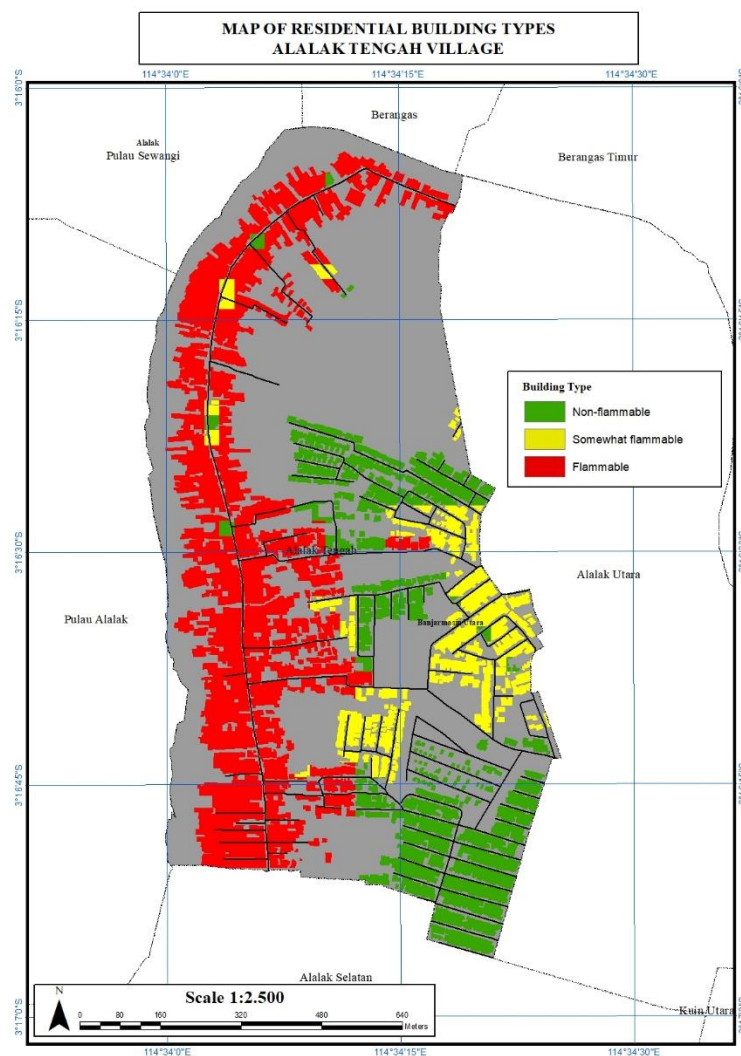 MAP OF RESIDENTIAL BUILDING TYPES
ALALAK TENGAH VILLAGE
114°34'0"E 114°34'15"E 114°34'30"E
3°16'0"S
Berangas
Alalak
Pulau Sewangi
Berangas Timur
3°16'15"S
Building Type
Non-flammable
Somewhat flammable
Flammable
3°16'30"S
Alalak Tengah
Alalak Utara
Pulau Alalak
Banjarmasin Utara
3°16'45"S
Alalak Selatan
N
Scale 1:2.500
0 80 160 320 480 640
Meters
Kuin Utara
3°17'0"S
114°34'0"E 114°34'15"E 114°34'30"E